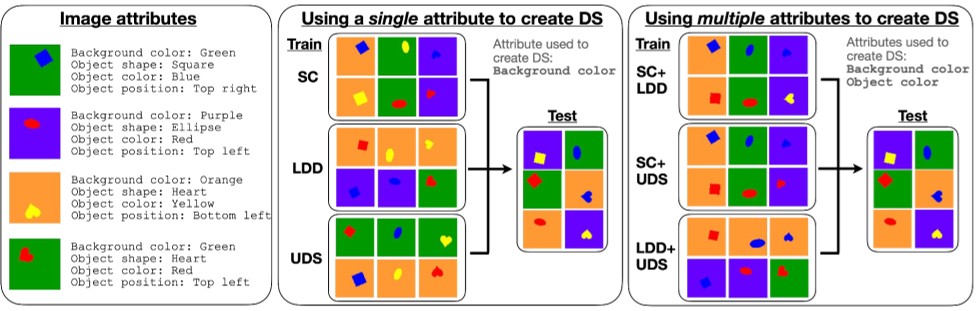 Image attributes
Background color: Green
Object shape: Square
Object color: Blue
Object position: Top right
Background color: Purple
Object shape: Ellipse
Object color: Red
Object position: Top left
Background color: Orange
Object shape: Heart
Object color: Yellow
Object position: Bottom left
Background color: Green
Object shape: Heart
Object color: Red
Object position: Top left
Using a single attribute to create DS
Train
SC
LDD
UDS
Attribute used to
create DS:
Background color
Test
Using multiple attributes to create DS
Train
SC+
LDD
SC+
UDS
LDD+
UDS
Attributes used to
create DS:
Background color
Object color
Test